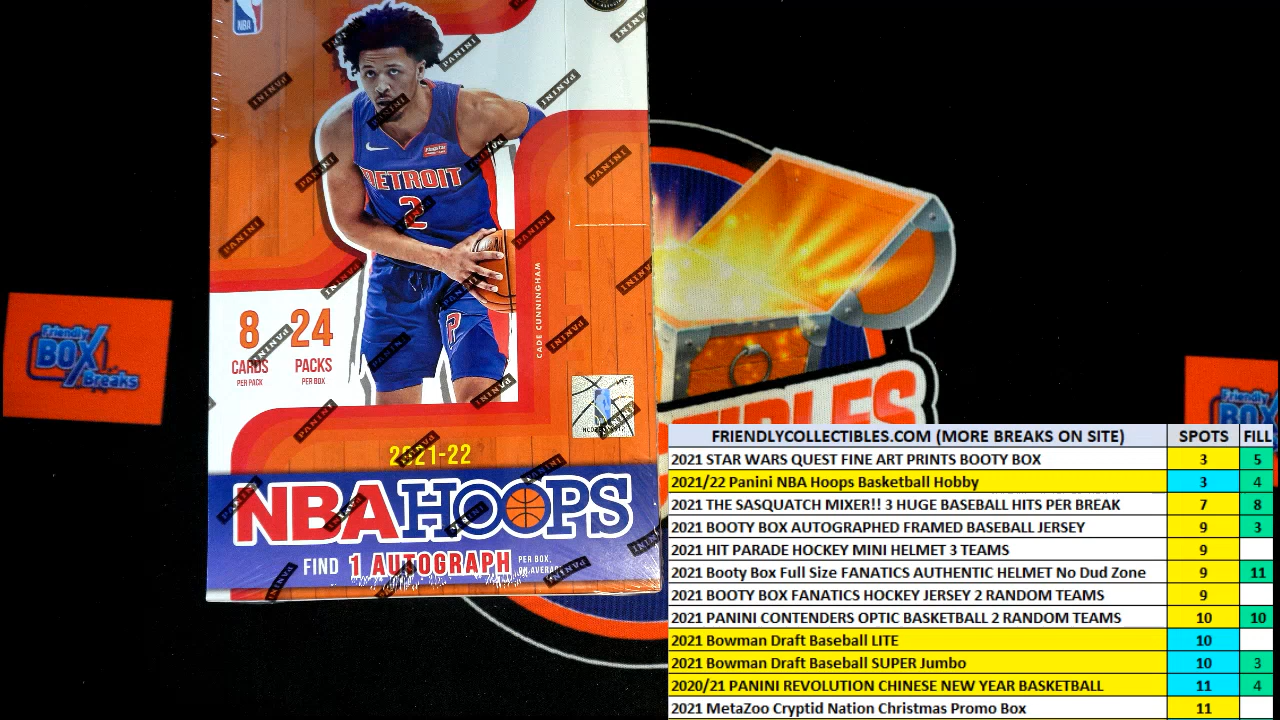 NBA
PANINI
DETROIT
2
CADE CUNNINGHAM
8 24
CARDS PACKS
PER PACK PER BOX
2021-22
NBA HOOPS
FIND 1 AUTOGRAPH PER BOX,
ON AVERAGE
Friendly
BOX
Breaks
Friendly
BOX
FRIENDLYCOLLECTIBLES.COM (MORE BREAKS ON SITE) SPOTS FILL
2021 STAR WARS QUEST FINE ART PRINTS BOOTY BOX 3 5
2021/22 Panini NBA Hoops Basketball Hobby 3 4
2021 THE SASQUATCH MIXER!! 3 HUGE BASEBALL HITS PER BREAK 7 8
2021 BOOTY BOX AUTOGRAPHED FRAMED BASEBALL JERSEY 9 3
2021 HIT PARADE HOCKEY MINI HELMET 3 TEAMS 9
2021 Booty Box Full Size FANATICS AUTHENTIC HELMET No Dud Zone 9 11
2021 BOOTY BOX FANATICS HOCKEY JERSEY 2 RANDOM TEAMS 9
2021 PANINI CONTENDERS OPTIC BASKETBALL 2 RANDOM TEAMS 10 10
2021 Bowman Draft Baseball LITE 10
2021 Bowman Draft Baseball SUPER Jumbo 10 3
2020/21 PANINI REVOLUTION CHINESE NEW YEAR BASKETBALL 11 4
2021 MetaZoo Cryptid Nation Christmas Promo Box 11